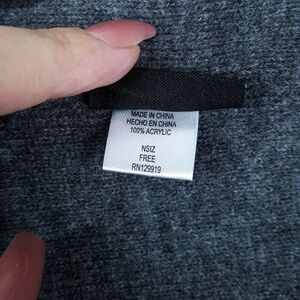 MADE IN CHINA
HECHO EN CHINA
100% ACRYLIC
NSIZ
FREE
RN129919